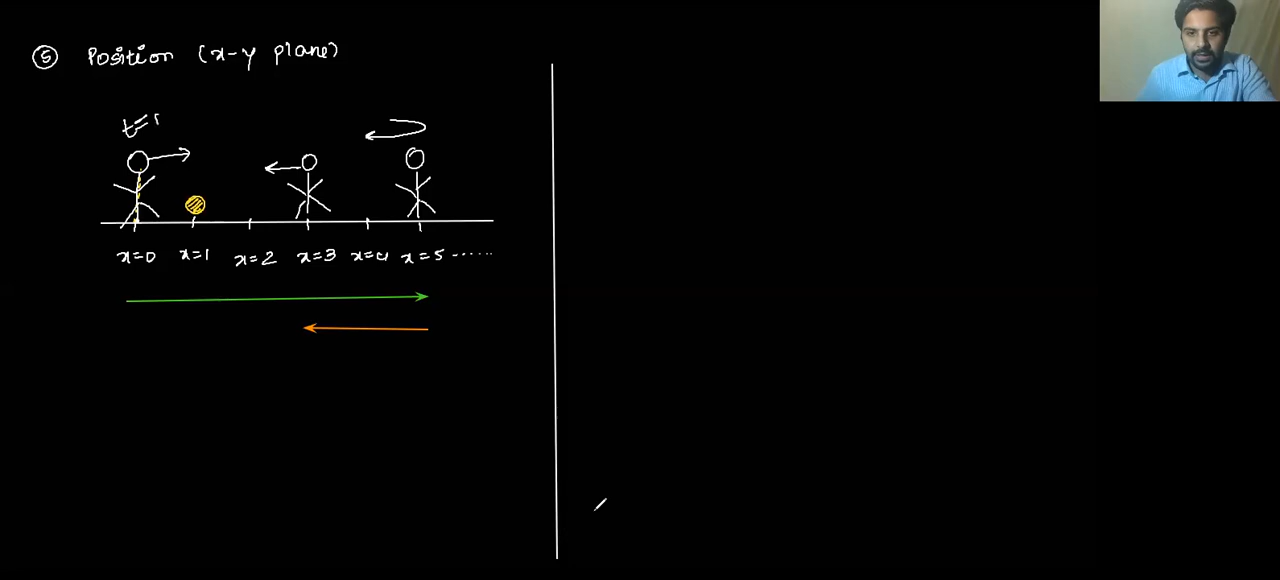 ⑤ Position (x-y plane)
t=1
x=0 x=1 x=2 x=3 x=4 x=5 ......